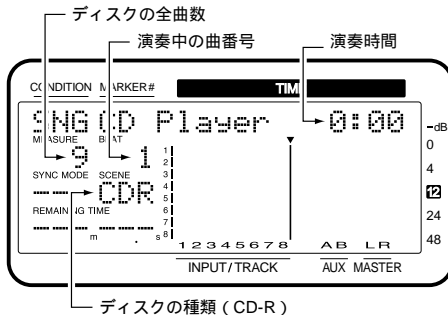 ディスクの全曲数
演奏中の曲番号
演奏時間
CONDITION MARKER# TIME
SNG CD Player 0:00
MEASURE BEAT
9 1
SYNC MODE SCENE
--- CDR
REMAINING TIME
m . s
1
2
3
4
5
6
7
8
1 2 3 4 5 6 7 8 AB LR
INPUT/TRACK AUX MASTER
-dB
0
4
12
24
48
ディスクの種類(CD-R)